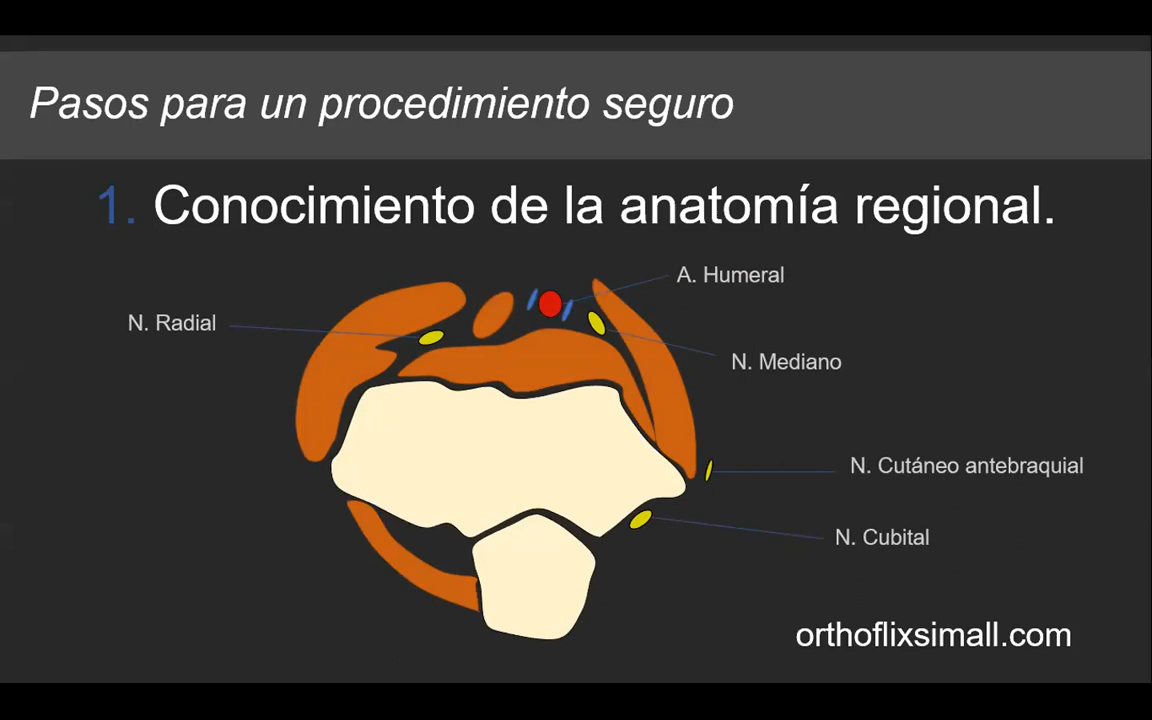 Pasos para un procedimiento seguro
1. Conocimiento de la anatomía regional.
A. Humeral
N. Radial
N. Mediano
N. Cutáneo antebraquial
N. Cubital
orthoflixsimall.com